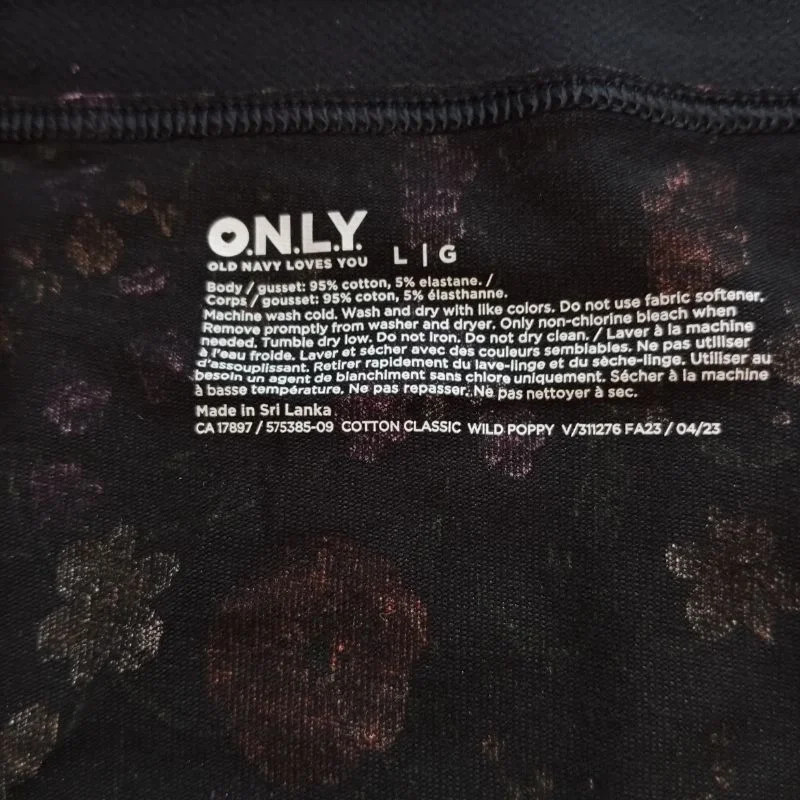 O.N.L.Y.
OLD NAVY LOVES YOU
L | G
Body / gusset: 95% cotton, 5% elastane. /
Corps / gousset: 95% coton, 5% élasthanne.
Machine wash cold. Wash and dry with like colors. Do not use fabric softener.
Remove promptly from washer and dryer. Only non-chlorine bleach when
needed. Tumble dry low. Do not iron. Do not dry clean. / Laver à la machine
à l'eau froide. Laver et sécher avec des couleurs semblables. Ne pas utiliser
d'assouplissant. Retirer rapidement du lave-linge et du sèche-linge. Utiliser au
besoin un agent de blanchiment sans chlore uniquement. Sécher à la machine
à basse température. Ne pas repasser. Ne pas nettoyer à sec.
Made in Sri Lanka
CA 17897 / 575385-09 COTTON CLASSIC WILD POPPY V/311276 FA23 / 04/23